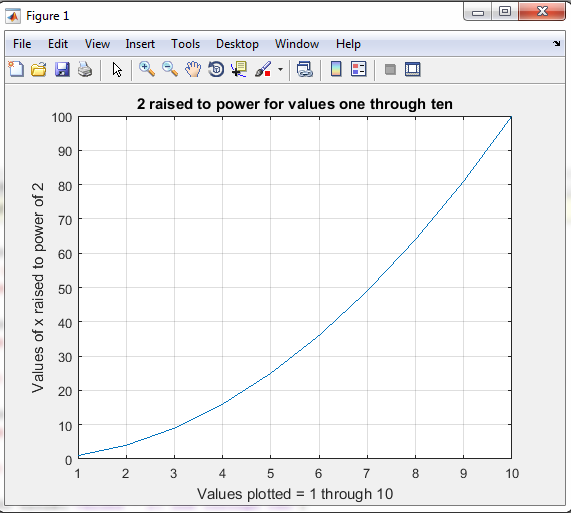 Figure 1
File Edit View Insert Tools Desktop Window Help
2 raised to power for values one through ten
Values of x raised to power of 2
100
90
80
70
60
50
40
30
20
10
0
1 2 3 4 5 6 7 8 9 10
Values plotted = 1 through 10